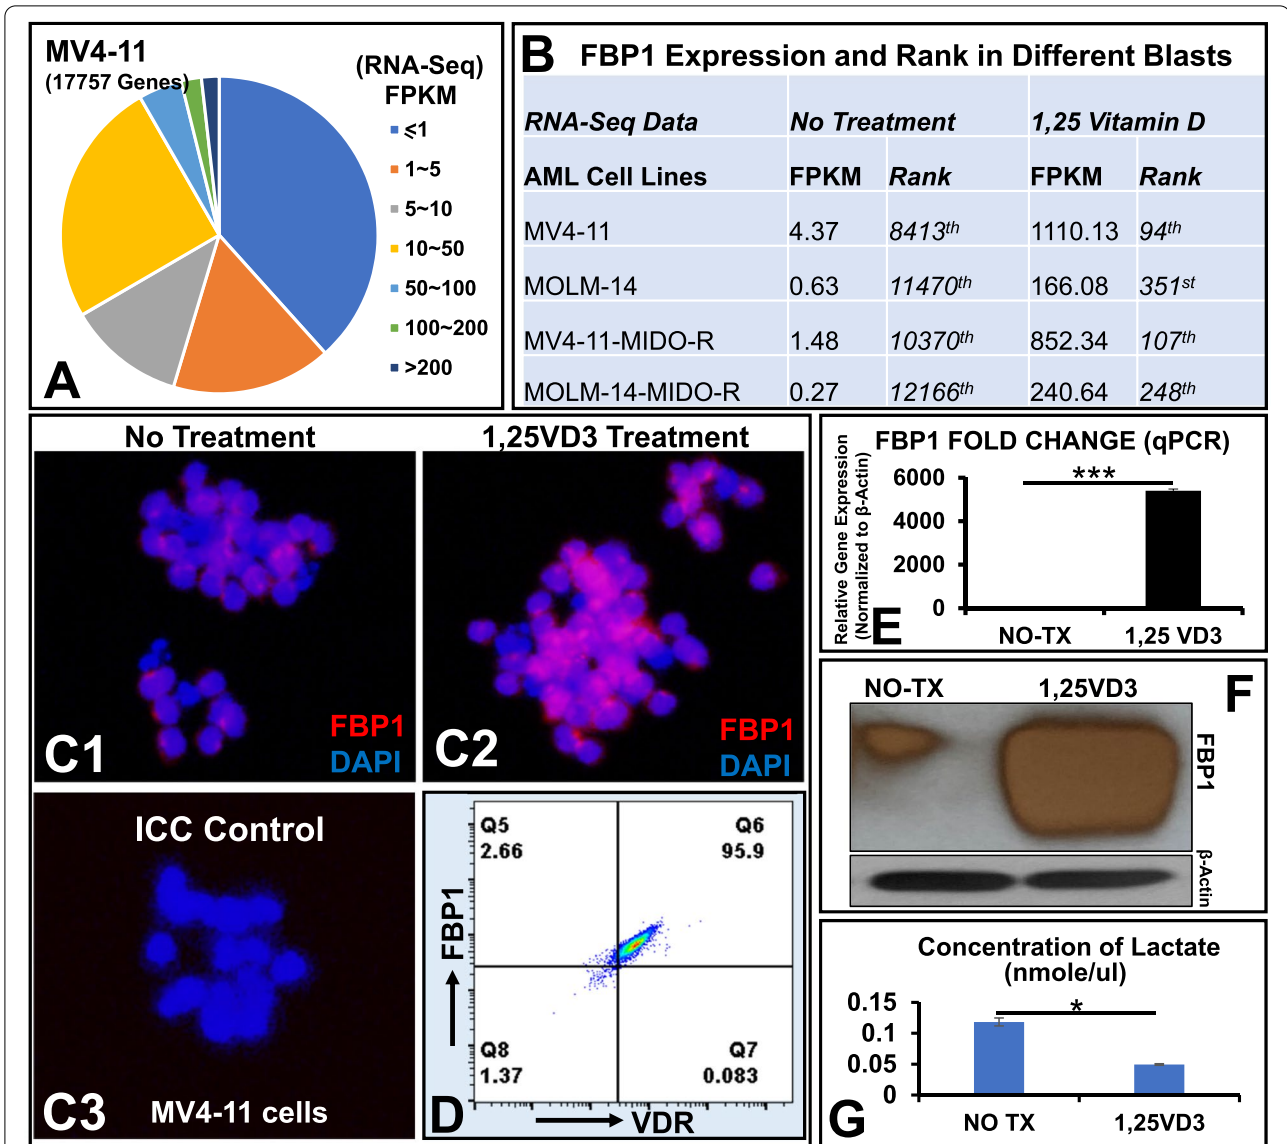 MV4-11
(17757 Genes)
(RNA-Seq)
FPKM
⩽1
1~5
5~10
10~50
50~100
100~200
>200
A
B FBP1 Expression and Rank in Different Blasts
RNA-Seq Data No Treatment 1,25 Vitamin D
AML Cell Lines FPKM Rank FPKM Rank
MV4-11 4.37 8413th 1110.13 94th
MOLM-14 0.63 11470th 166.08 351st
MV4-11-MIDO-R 1.48 10370th 852.34 107th
MOLM-14-MIDO-R 0.27 12166th 240.64 248th
No Treatment
FBP1
DAPI
C1
1,25VD3 Treatment
FBP1
DAPI
C2
ICC Control
C3 MV4-11 cells
Q5
2.66
Q6
95.9
FBP1
Q8
1.37
Q7
0.083
D VDR
FBP1 FOLD CHANGE (qPCR)
Relative Gene Expression
(Normalized to β-Actin)
6000
4000
2000
0
***
E NO-TX 1,25 VD3
NO-TX 1,25VD3 F
FBP1
β-Actin
Concentration of Lactate
(nmole/ul)
0.15
0.1
0.05
0
*
G NO TX 1,25VD3